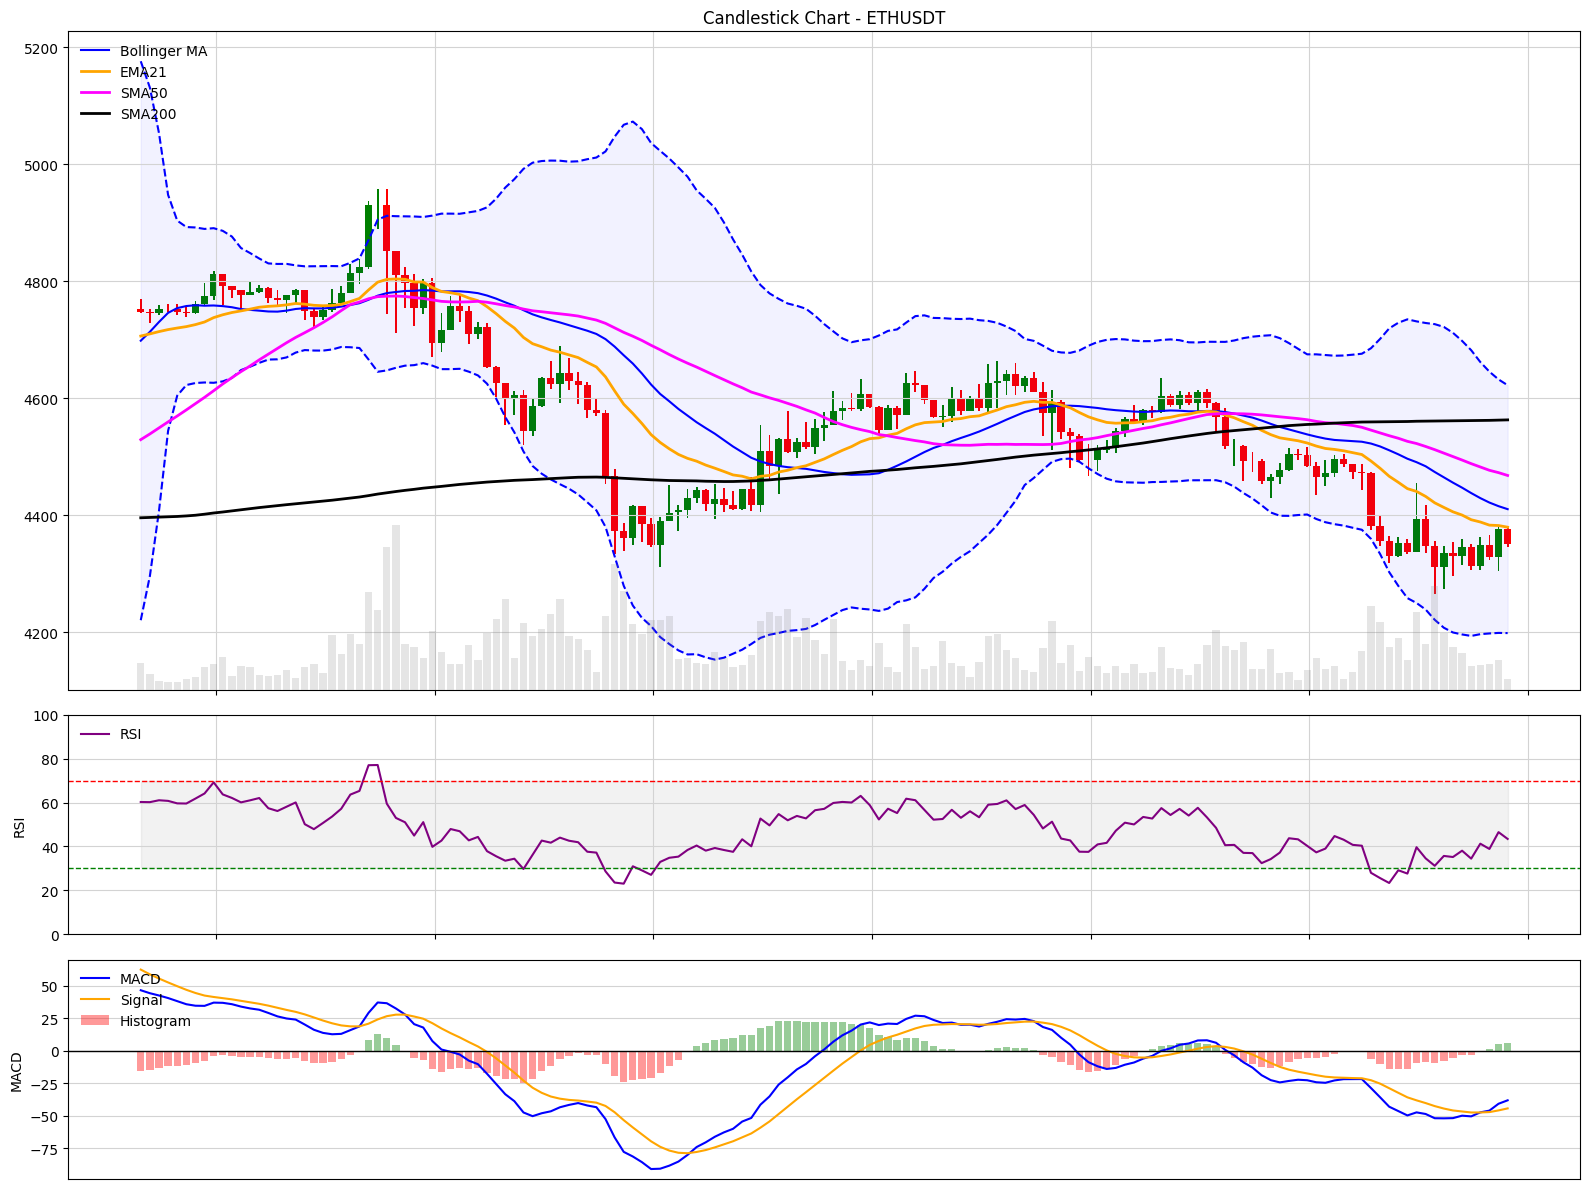 Candlestick Chart - ETHUSDT
5200
5000
4800
4600
4400
4200
Bollinger MA
EMA21
SMA50
SMA200
100
80
60
40
20
0
RSI
RSI
50
25
0
−25
−50
−75
MACD
MACD
Signal
Histogram